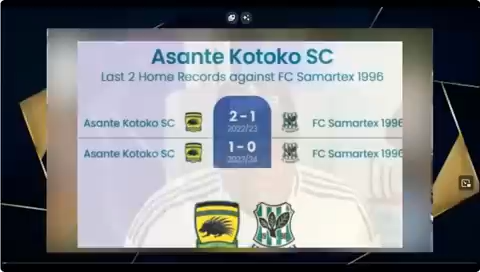 Asante Kotoko SC
Last 2 Home Records against FC Samartex 1996
Asante Kotoko SC 2-1 FC Samartex 1996
2022/23
Asante Kotoko SC 1-0 FC Samartex 1996
2023/24